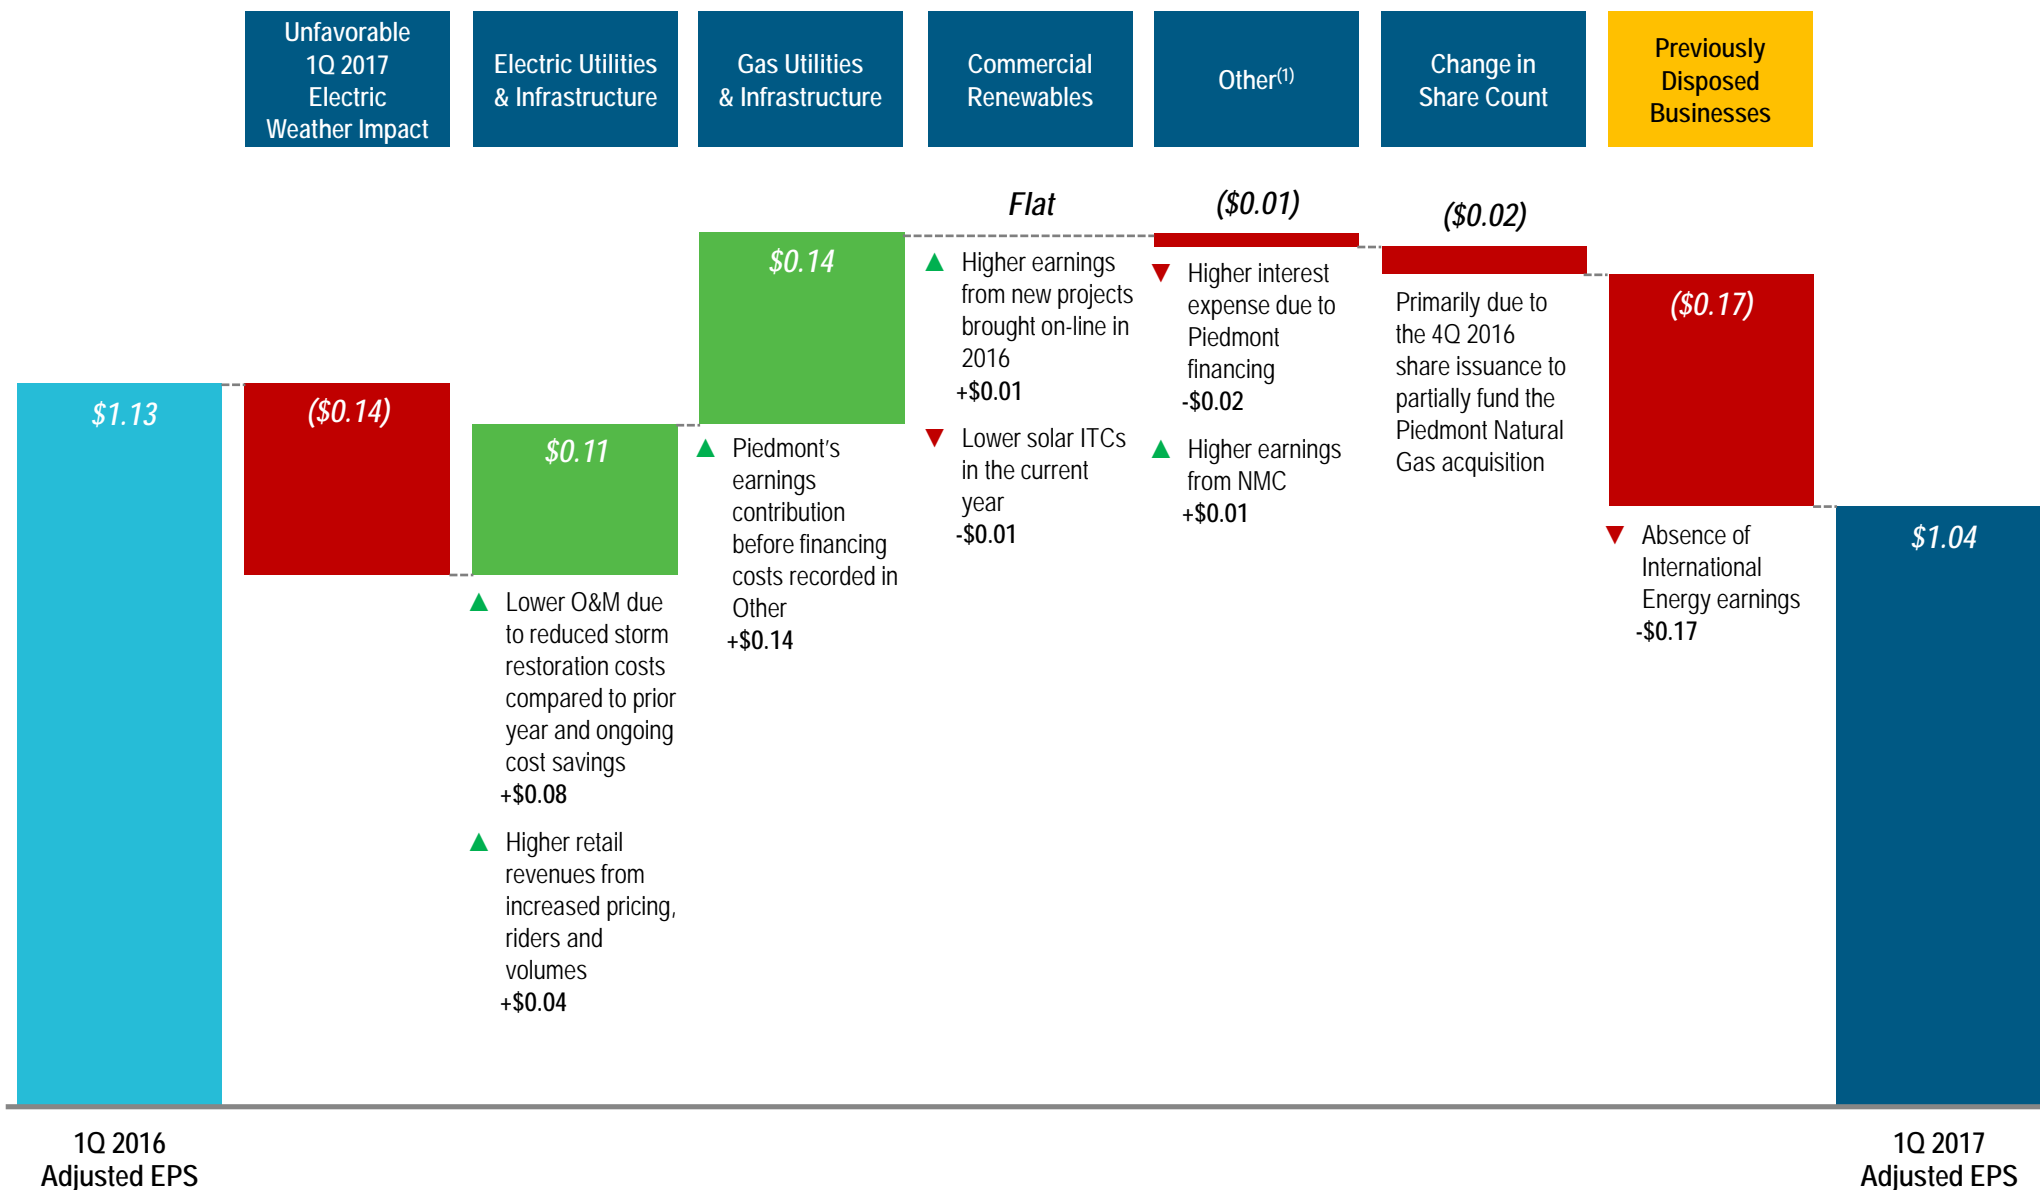 Unfavorable
1Q 2017
Electric
Weather Impact
Electric Utilities
& Infrastructure
Gas Utilities
& Infrastructure
Commercial
Renewables
Other(1)
Change in
Share Count
Previously
Disposed
Businesses
$1.13
($0.14)
$0.11
▲ Lower O&M due
to reduced storm
restoration costs
compared to prior
year and ongoing
cost savings
+$0.08
▲ Higher retail
revenues from
increased pricing,
riders and
volumes
+$0.04
$0.14
▲ Piedmont's
earnings
contribution
before financing
costs recorded in
Other
+$0.14
Flat
▲ Higher earnings
from new projects
brought on-line in
2016
+$0.01
▼ Lower solar ITCs
in the current
year
-$0.01
($0.01)
▼ Higher interest
expense due to
Piedmont
financing
-$0.02
▲ Higher earnings
from NMC
+$0.01
($0.02)
Primarily due to
the 4Q 2016
share issuance to
partially fund the
Piedmont Natural
Gas acquisition
($0.17)
▼ Absence of
International
Energy earnings
-$0.17
$1.04
1Q 2016
Adjusted EPS
1Q 2017
Adjusted EPS